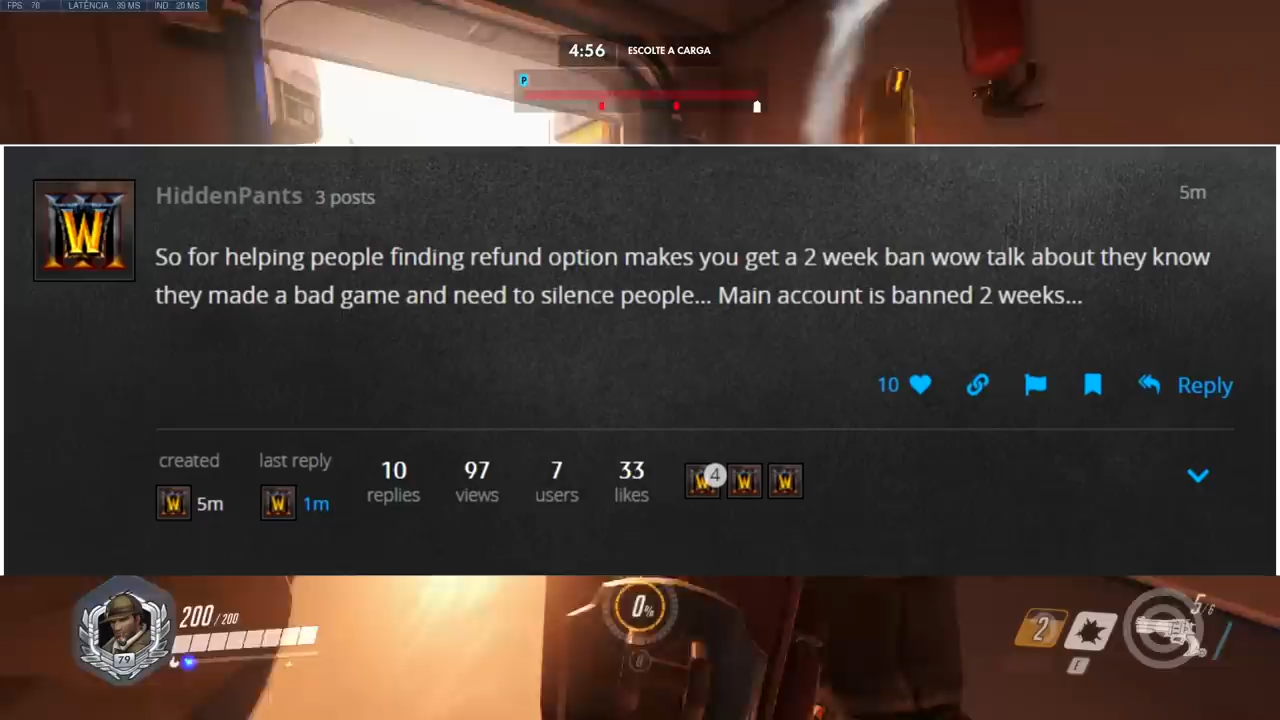 FPS: 70 LATÊNCIA: 39 MS IND: 20 MS
4:56 ESCOLTE A CARGA
P
HiddenPants 3 posts 5m
So for helping people finding refund option makes you get a 2 week ban wow talk about they know
they made a bad game and need to silence people... Main account is banned 2 weeks...
10 Reply
created last reply 10 97 7 33 4
5m 1m replies views users likes
200/200 0% 2 5/6
79
F